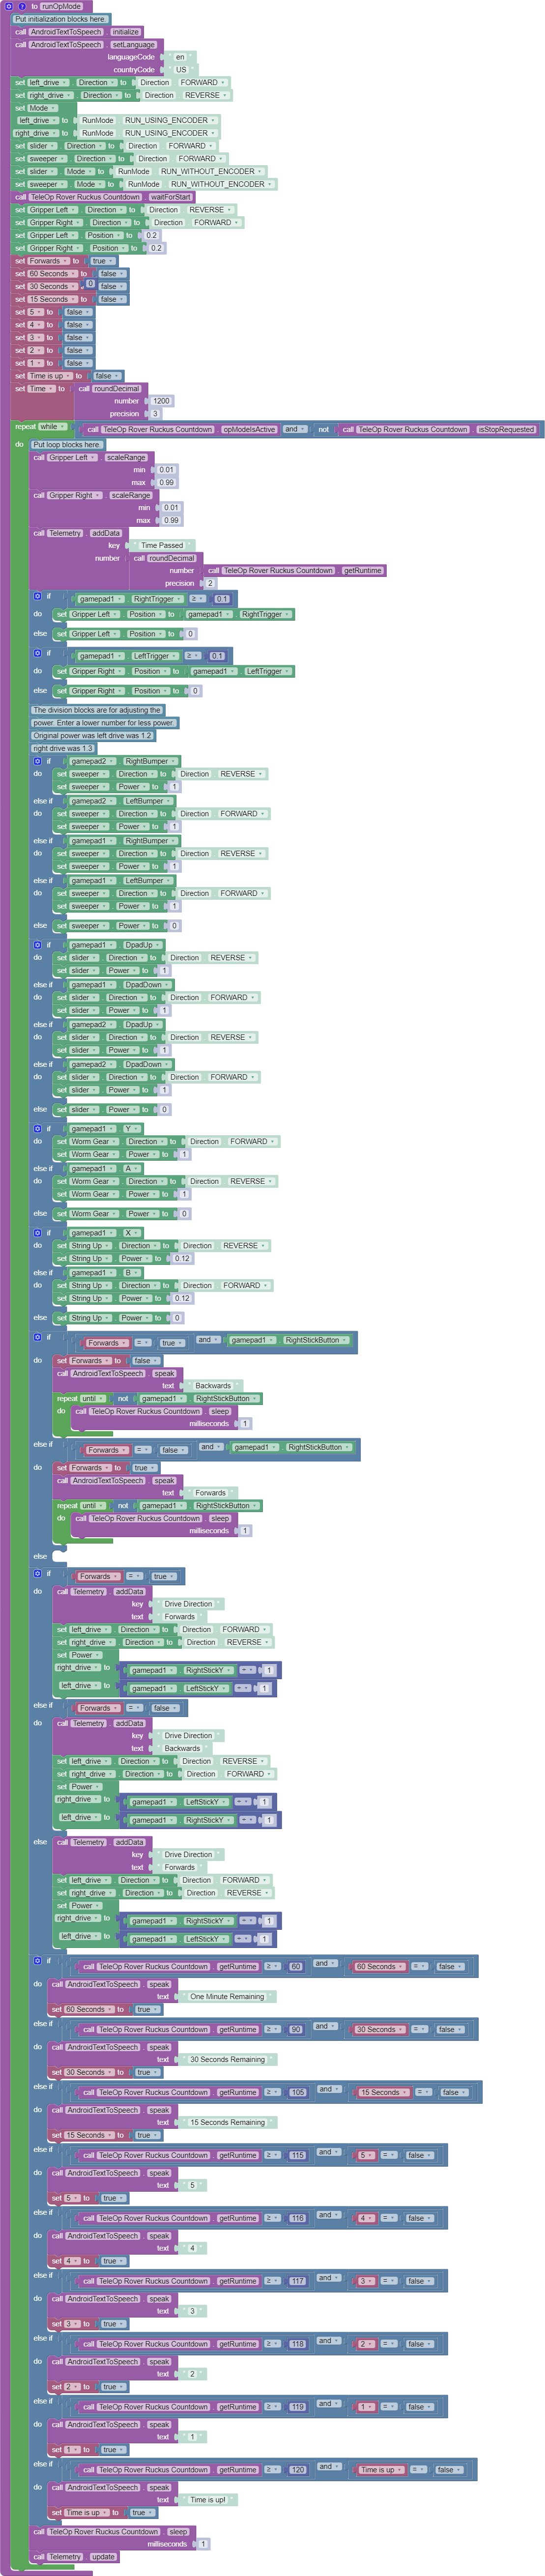 to runOpMode
Put initialization blocks here.
call AndroidTextToSpeech . initialize
call AndroidTextToSpeech . setLanguage
languageCode " en "
countryCode " US "
set left_drive . Direction to Direction FORWARD
set right_drive . Direction to Direction REVERSE
set Mode
left_drive to RunMode RUN_USING_ENCODER
right_drive to RunMode RUN_USING_ENCODER
set slider . Direction to Direction FORWARD
set sweeper . Direction to Direction FORWARD
set slider . Mode to RunMode RUN_WITHOUT_ENCODER
set sweeper . Mode to RunMode RUN_WITHOUT_ENCODER
call TeleOp Rover Ruckus Countdown . waitForStart
set Gripper Left . Direction to Direction REVERSE
set Gripper Right . Direction to Direction FORWARD
set Gripper Left . Position to 0.2
set Gripper Right . Position to 0.2
set Forwards to true
set 60 Seconds to false
0
set 30 Seconds to false
set 15 Seconds to false
set 5 to false
set 4 to false
set 3 to false
set 2 to false
set 1 to false
set Time is up to false
set Time to call roundDecimal
number 1200
precision 3
repeat while call TeleOp Rover Ruckus Countdown . opModeIsActive and not call TeleOp Rover Ruckus Countdown . isStopRequested
do Put loop blocks here.
call Gripper Left . scaleRange
min 0.01
max 0.99
call Gripper Right . scaleRange
min 0.01
max 0.99
call Telemetry . addData
key " Time Passed "
number call roundDecimal
number call TeleOp Rover Ruckus Countdown . getRuntime
precision 2
if gamepad1 . RightTrigger ≥ 0.1
do set Gripper Left . Position to gamepad1 . RightTrigger
else set Gripper Left . Position to 0
if gamepad1 . LeftTrigger ≥ 0.1
do set Gripper Right . Position to gamepad1 . LeftTrigger
else set Gripper Right . Position to 0
The division blocks are for adjusting the
power. Enter a lower number for less power.
Original power was left drive was 1.2
right drive was 1.3
if gamepad2 . RightBumper
do set sweeper . Direction to Direction REVERSE
set sweeper . Power to 1
else if gamepad2 . LeftBumper
do set sweeper . Direction to Direction FORWARD
set sweeper . Power to 1
else if gamepad1 . RightBumper
do set sweeper . Direction to Direction REVERSE
set sweeper . Power to 1
else if gamepad1 . LeftBumper
do set sweeper . Direction to Direction FORWARD
set sweeper . Power to 1
else set sweeper . Power to 0
if gamepad1 . DpadUp
do set slider . Direction to Direction REVERSE
set slider . Power to 1
else if gamepad1 . DpadDown
do set slider . Direction to Direction FORWARD
set slider . Power to 1
else if gamepad2 . DpadUp
do set slider . Direction to Direction REVERSE
set slider . Power to 1
else if gamepad2 . DpadDown
do set slider . Direction to Direction FORWARD
set slider . Power to 1
else set slider . Power to 0
if gamepad1 . Y
do set Worm Gear . Direction to Direction FORWARD
set Worm Gear . Power to 1
else if gamepad1 . A
do set Worm Gear . Direction to Direction REVERSE
set Worm Gear . Power to 1
else set Worm Gear . Power to 0
if gamepad1 . X
do set String Up . Direction to Direction REVERSE
set String Up . Power to 0.12
else if gamepad1 . B
do set String Up . Direction to Direction FORWARD
set String Up . Power to 0.12
else set String Up . Power to 0
if Forwards = true and gamepad1 . RightStickButton
do set Forwards to false
call AndroidTextToSpeech . speak
text " Backwards "
repeat until not gamepad1 . RightStickButton
do call TeleOp Rover Ruckus Countdown . sleep
milliseconds 1
else if Forwards = false and gamepad1 . RightStickButton
do set Forwards to true
call AndroidTextToSpeech . speak
text " Forwards "
repeat until not gamepad1 . RightStickButton
do call TeleOp Rover Ruckus Countdown . sleep
milliseconds 1
else
if Forwards = true
do call Telemetry . addData
key " Drive Direction "
text " Forwards "
set left_drive . Direction to Direction FORWARD
set right_drive . Direction to Direction REVERSE
set Power
right_drive to gamepad1 . RightStickY ÷ 1
left_drive to gamepad1 . LeftStickY ÷ 1
else if Forwards = false
do call Telemetry . addData
key " Drive Direction "
text " Backwards "
set left_drive . Direction to Direction REVERSE
set right_drive . Direction to Direction FORWARD
set Power
right_drive to gamepad1 . LeftStickY ÷ 1
left_drive to gamepad1 . RightStickY ÷ 1
else call Telemetry . addData
key " Drive Direction "
text " Forwards "
set left_drive . Direction to Direction FORWARD
set right_drive . Direction to Direction REVERSE
set Power
right_drive to gamepad1 . RightStickY ÷ 1
left_drive to gamepad1 . LeftStickY ÷ 1
if call TeleOp Rover Ruckus Countdown . getRuntime ≥ 60 and 60 Seconds = false
do call AndroidTextToSpeech . speak
text " One Minute Remaining "
set 60 Seconds to true
else if call TeleOp Rover Ruckus Countdown . getRuntime ≥ 90 and 30 Seconds = false
do call AndroidTextToSpeech . speak
text " 30 Seconds Remaining "
set 30 Seconds to true
else if call TeleOp Rover Ruckus Countdown . getRuntime ≥ 105 and 15 Seconds = false
do call AndroidTextToSpeech . speak
text " 15 Seconds Remaining "
set 15 Seconds to true
else if call TeleOp Rover Ruckus Countdown . getRuntime ≥ 115 and 5 = false
do call AndroidTextToSpeech . speak
text " 5 "
set 5 to true
else if call TeleOp Rover Ruckus Countdown . getRuntime ≥ 116 and 4 = false
do call AndroidTextToSpeech . speak
text " 4 "
set 4 to true
else if call TeleOp Rover Ruckus Countdown . getRuntime ≥ 117 and 3 = false
do call AndroidTextToSpeech . speak
text " 3 "
set 3 to true
else if call TeleOp Rover Ruckus Countdown . getRuntime ≥ 118 and 2 = false
do call AndroidTextToSpeech . speak
text " 2 "
set 2 to true
else if call TeleOp Rover Ruckus Countdown . getRuntime ≥ 119 and 1 = false
do call AndroidTextToSpeech . speak
text " 1 "
set 1 to true
else if call TeleOp Rover Ruckus Countdown . getRuntime ≥ 120 and Time is up = false
do call AndroidTextToSpeech . speak
text " Time is up! "
set Time is up to true
call TeleOp Rover Ruckus Countdown . sleep
milliseconds 1
call Telemetry . update